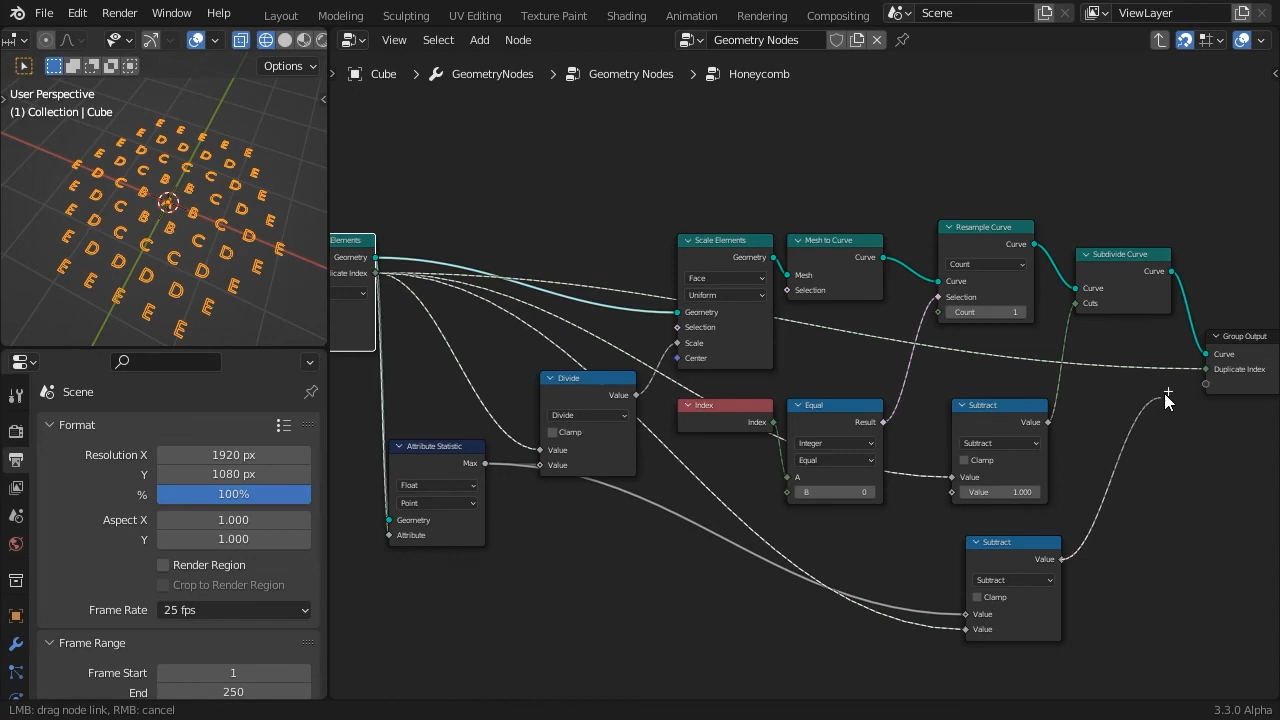 File Edit Render Window Help Layout Modeling Sculpting UV Editing Texture Paint Shading Animation Rendering Compositing Scene ViewLayer
View Select Add Node Geometry Nodes
Options
Cube GeometryNodes Geometry Nodes Honeycomb
User Perspective
(1) Collection | Cube
Elements
Geometry
licate Index
Scale Elements
Geometry
Face
Uniform
Geometry
Selection
Scale
Center
Mesh to Curve
Curve
Mesh
Selection
Resample Curve
Curve
Count
Curve
Selection
Count 1
Subdivide Curve
Curve
Curve
Cuts
Group Output
Curve
Duplicate Index
Divide
Value
Divide
Clamp
Value
Value
Index
Index
Equal
Result
Integer
Equal
A
B 0
Subtract
Value
Subtract
Clamp
Value
Value 1.000
Attribute Statistic
Max
Float
Point
Geometry
Attribute
Subtract
Value
Subtract
Clamp
Value
Value
Scene
Format
Resolution X 1920 px
Y 1080 px
% 100%
Aspect X 1.000
Y 1.000
Render Region
Crop to Render Region
Frame Rate 25 fps
Frame Range
Frame Start 1
End 250
LMB: drag node link, RMB: cancel
3.3.0 Alpha